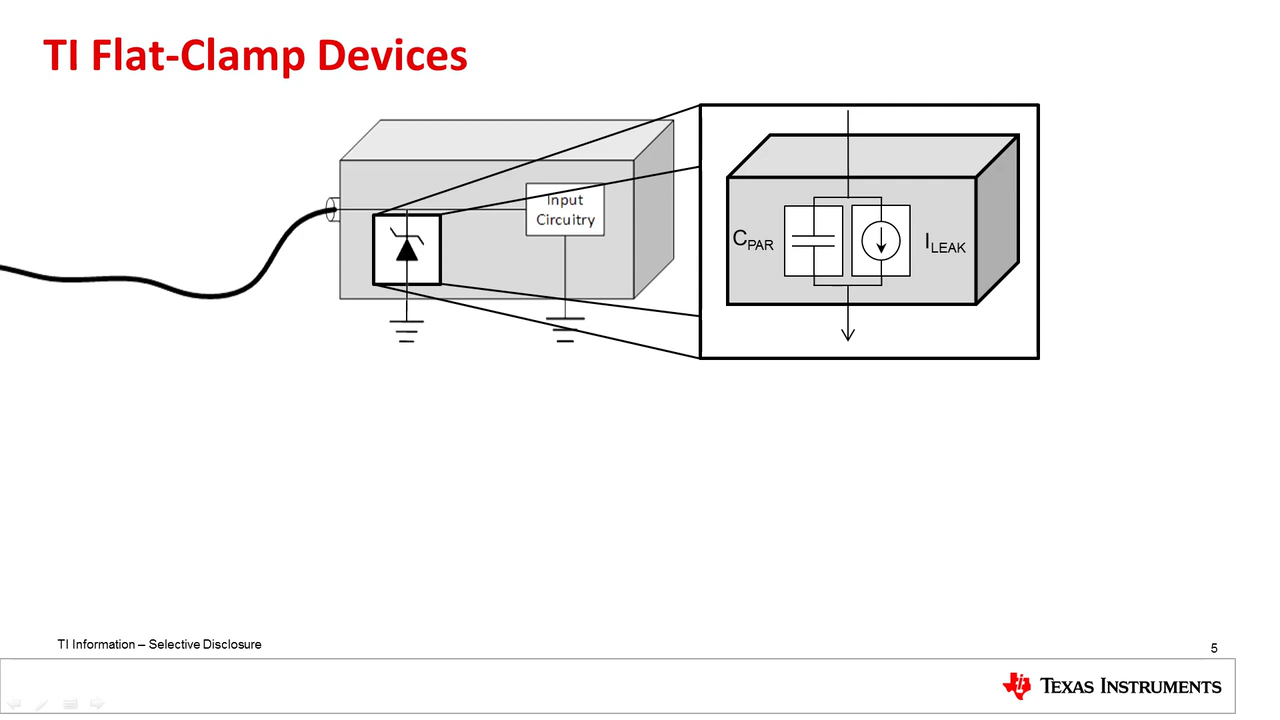 TI Flat-Clamp Devices
Input
Circuitry
CPAR
ILEAK
TI Information – Selective Disclosure
5
TEXAS INSTRUMENTS